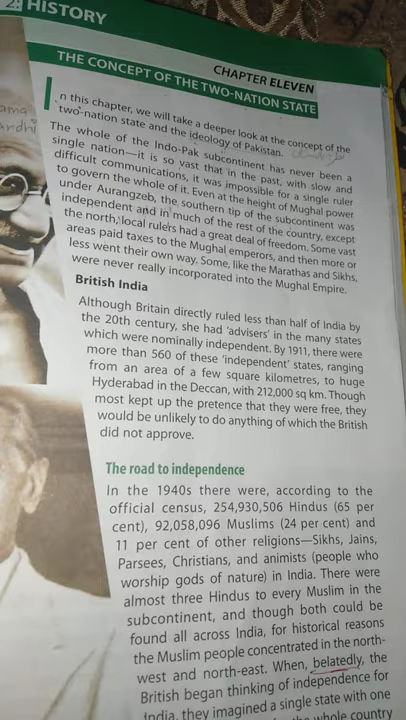 2: HISTORY
CHAPTER ELEVEN
THE CONCEPT OF THE TWO-NATION STATE
In this chapter, we will take a deeper look at the concept of the
two-nation state and the ideology of Pakistan.
The whole of the Indo-Pak subcontinent has never been a
single nation—it is so vast that in the past, with slow and
difficult communications, it was impossible for a single ruler
to govern the whole of it. Even at the height of Mughal power
under Aurangzeb, the southern tip of the subcontinent was
independent and in much of the rest of the country, except
the north, local rulers had a great deal of freedom. Some vast
areas paid taxes to the Mughal emperors, and then more or
less went their own way. Some, like the Marathas and Sikhs,
were never really incorporated into the Mughal Empire.
British India
Although Britain directly ruled less than half of India by
the 20th century, she had 'advisers' in the many states
which were nominally independent. By 1911, there were
more than 560 of these 'independent' states, ranging
from an area of a few square kilometres, to huge
Hyderabad in the Deccan, with 212,000 sq km. Though
most kept up the pretence that they were free, they
would be unlikely to do anything of which the British
did not approve.
The road to independence
In the 1940s there were, according to the
official census, 254,930,506 Hindus (65 per
cent), 92,058,096 Muslims (24 per cent) and
11 per cent of other religions—Sikhs, Jains,
Parsees, Christians, and animists (people who
worship gods of nature) in India. There were
almost three Hindus to every Muslim in the
subcontinent, and though both could be
found all across India, for historical reasons
the Muslim people concentrated in the north-
west and north-east. When, belatedly, the
British began thinking of independence for
India, they imagined a single state with one
the whole country